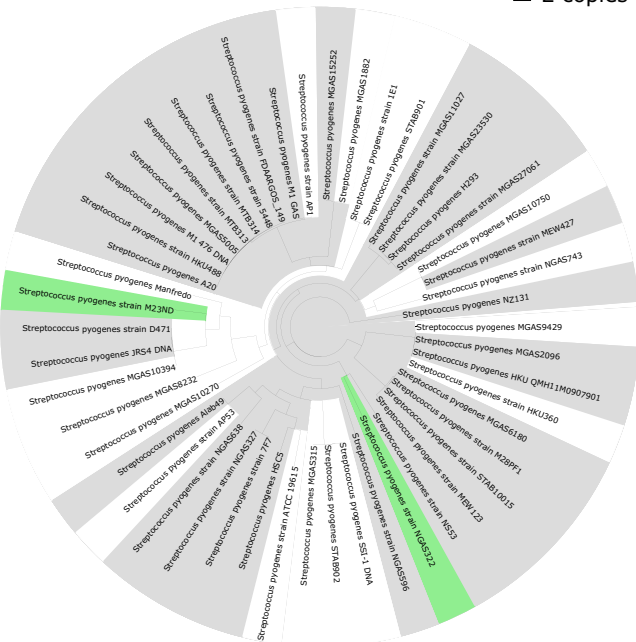 2 copies
Streptococcus pyogenes MGAS15252
Streptococcus pyogenes MGAS1882
Streptococcus pyogenes strain 1E1
Streptococcus pyogenes STAB901
Streptococcus pyogenes strain MGAS11027
Streptococcus pyogenes strain MGAS23530
Streptococcus pyogenes H293
Streptococcus pyogenes strain MGAS27061
Streptococcus pyogenes MGAS10750
Streptococcus pyogenes strain MEW427
Streptococcus pyogenes strain NGAS743
Streptococcus pyogenes NZ131
Streptococcus pyogenes MGAS9429
Streptococcus pyogenes MGAS2096
Streptococcus pyogenes HKU QMH11M0907901
Streptococcus pyogenes strain HKU360
Streptococcus pyogenes MGAS6180
Streptococcus pyogenes strain M28PF1
Streptococcus pyogenes strain STAB10015
Streptococcus pyogenes strain MEW123
Streptococcus pyogenes strain NS53
Streptococcus pyogenes strain NGAS322
Streptococcus pyogenes strain NGAS596
Streptococcus pyogenes SSI-1 DNA
Streptococcus pyogenes STAB902
Streptococcus pyogenes MGAS315
Streptococcus pyogenes strain ATCC 19615
Streptococcus pyogenes HSC5
Streptococcus pyogenes strain 7F7
Streptococcus pyogenes strain NGAS327
Streptococcus pyogenes strain NGAS638
Streptococcus pyogenes strain AP53
Streptococcus pyogenes Alab49
Streptococcus pyogenes MGAS10270
Streptococcus pyogenes MGAS8232
Streptococcus pyogenes MGAS10394
Streptococcus pyogenes JRS4 DNA
Streptococcus pyogenes strain D471
Streptococcus pyogenes strain M23ND
Streptococcus pyogenes Manfredo
Streptococcus pyogenes A20
Streptococcus pyogenes strain HKU488
Streptococcus pyogenes M1 476 DNA
Streptococcus pyogenes MGAS5005
Streptococcus pyogenes strain MTB313
Streptococcus pyogenes strain MTB314
Streptococcus pyogenes strain 5448
Streptococcus pyogenes strain FDAARGOS_149
Streptococcus pyogenes M1 GAS
Streptococcus pyogenes strain AP1